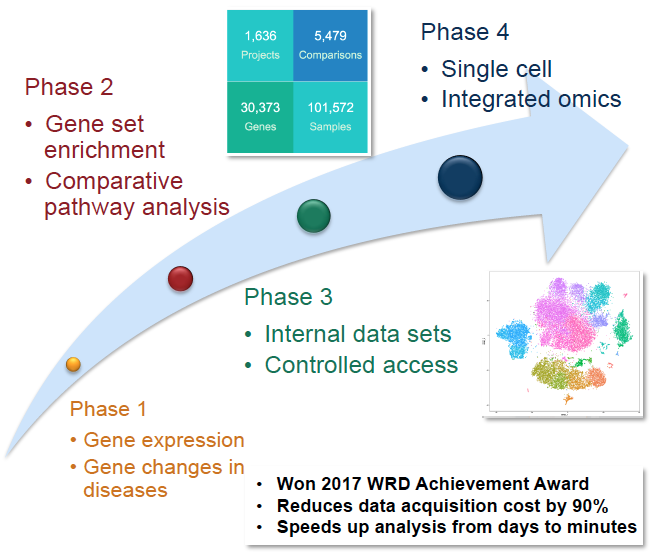 Phase 1
• Gene expression
• Gene changes in
diseases
Phase 2
• Gene set
enrichment
• Comparative
pathway analysis
1,636
Projects
5,479
Comparisons
30,373
Genes
101,572
Samples
Phase 3
• Internal data sets
• Controlled access
Phase 4
• Single cell
• Integrated omics
• Won 2017 WRD Achievement Award
• Reduces data acquisition cost by 90%
• Speeds up analysis from days to minutes